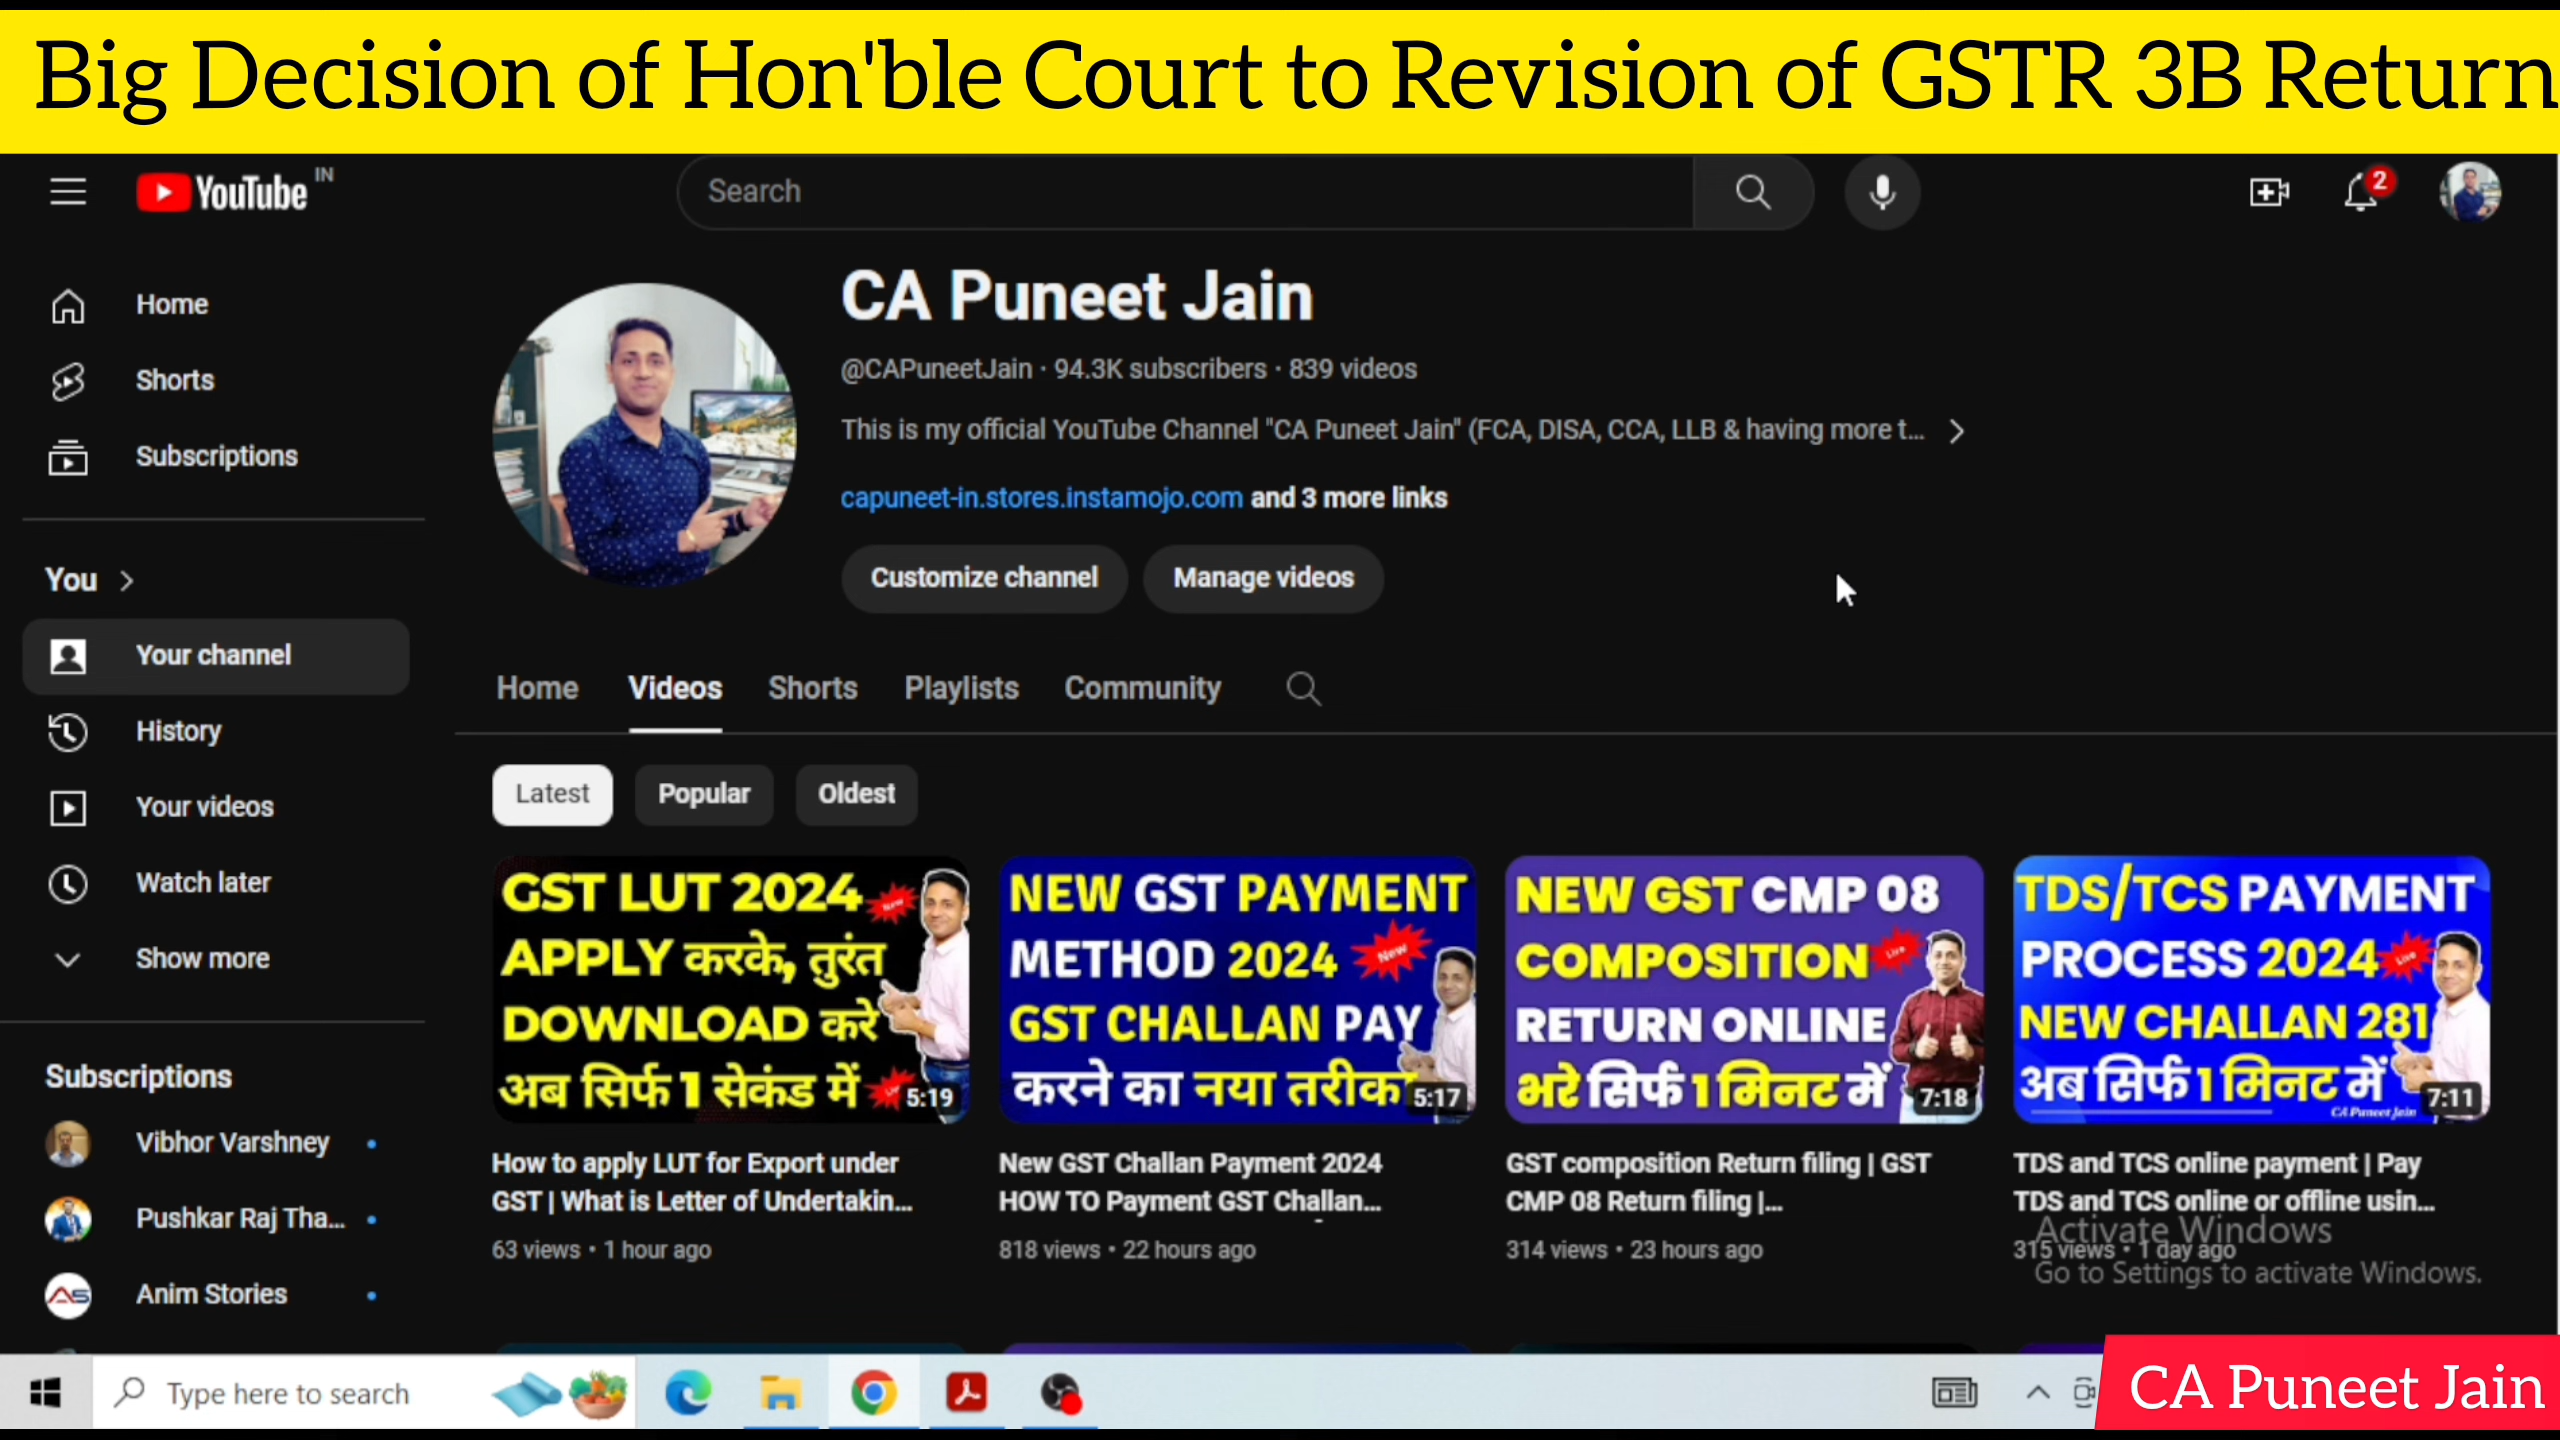 Big Decision of Hon'ble Court to Revision of GSTR 3B Return
YouTube IN
Search
2
Home
Shorts
Subscriptions
You
Your channel
History
Your videos
Watch later
Show more
Subscriptions
Vibhor Varshney
Pushkar Raj Tha...
Anim Stories
CA Puneet Jain
@CAPuneetJain · 94.3K subscribers · 839 videos
This is my official YouTube Channel "CA Puneet Jain" (FCA, DISA, CCA, LLB & having more t...
capuneet-in.stores.instamojo.com and 3 more links
Customize channel
Manage videos
Home Videos Shorts Playlists Community
Latest Popular Oldest
GST LUT 2024
New
APPLY करके, तुरंत
DOWNLOAD करे
अब सिर्फ 1 सेकंड में
5:19
How to apply LUT for Export under
GST | What is Letter of Undertakin...
63 views • 1 hour ago
NEW GST PAYMENT
METHOD 2024
New
GST CHALLAN PAY
करने का नया तरीका
5:17
New GST Challan Payment 2024
HOW TO Payment GST Challan...
818 views • 22 hours ago
NEW GST CMP 08
COMPOSITION
Live
RETURN ONLINE
भरे सिर्फ 1 मिनट में
7:18
GST composition Return filing | GST
CMP 08 Return filing |...
314 views • 23 hours ago
TDS/TCS PAYMENT
PROCESS 2024
Live
NEW CHALLAN 281
अब सिर्फ 1 मिनट में
CA Puneet Jain
7:11
TDS and TCS online payment | Pay
TDS and TCS online or offline usin...
315 views • 1 day ago
Activate Windows
Go to Settings to activate Windows.
Type here to search
CA Puneet Jain